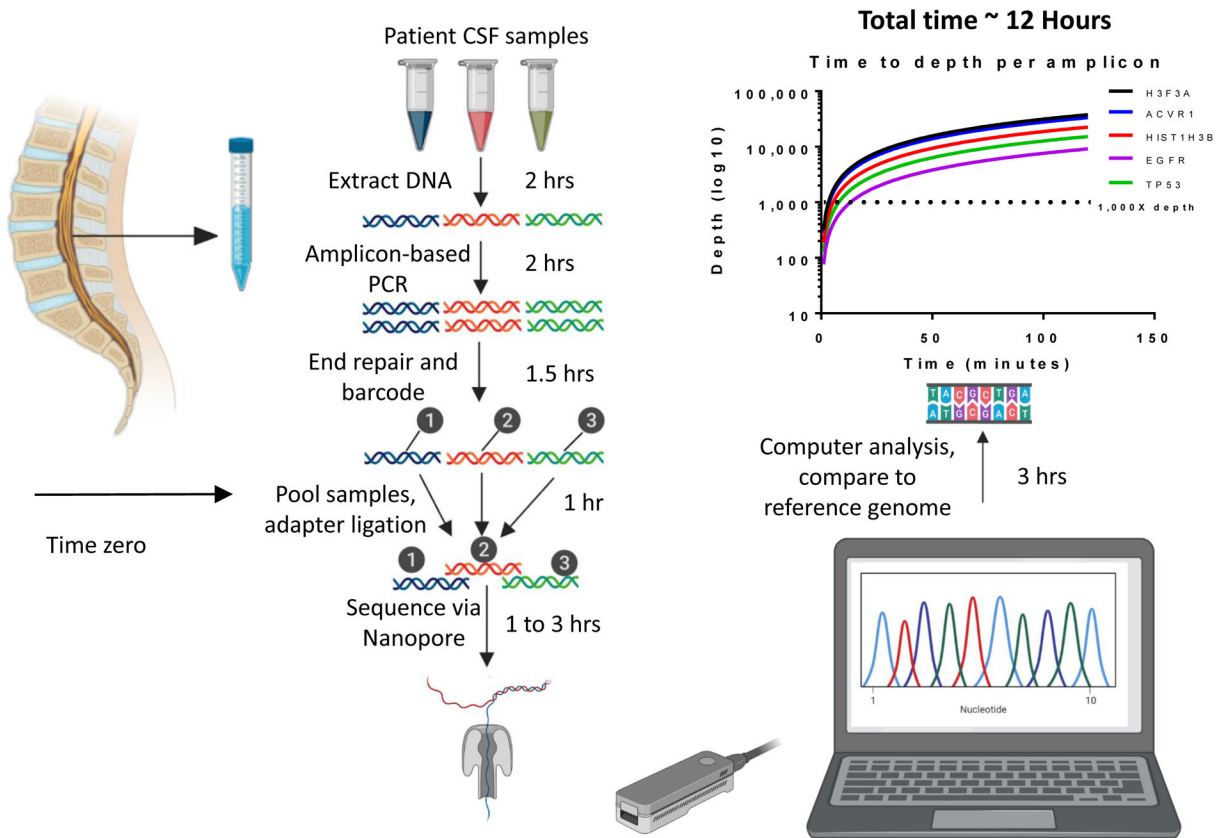 Patient CSF samples
Extract DNA
2 hrs
Amplicon-based
PCR
2 hrs
End repair and
barcode
1.5 hrs
1
2
3
Time zero
Pool samples,
adapter ligation
1 hr
1
2
3
Sequence via
Nanopore
1 to 3 hrs
Total time ~ 12 Hours
Time to depth per amplicon
Depth (log10)
100,000
10,000
1,000
100
10
0
50
100
150
Time (minutes)
H3F3A
ACVR1
HIST1H3B
EGFR
TP53
1,000X depth
T A C G C T G A
A T G C G A C T
Computer analysis,
compare to
reference genome
3 hrs
1
10
Nucleotide